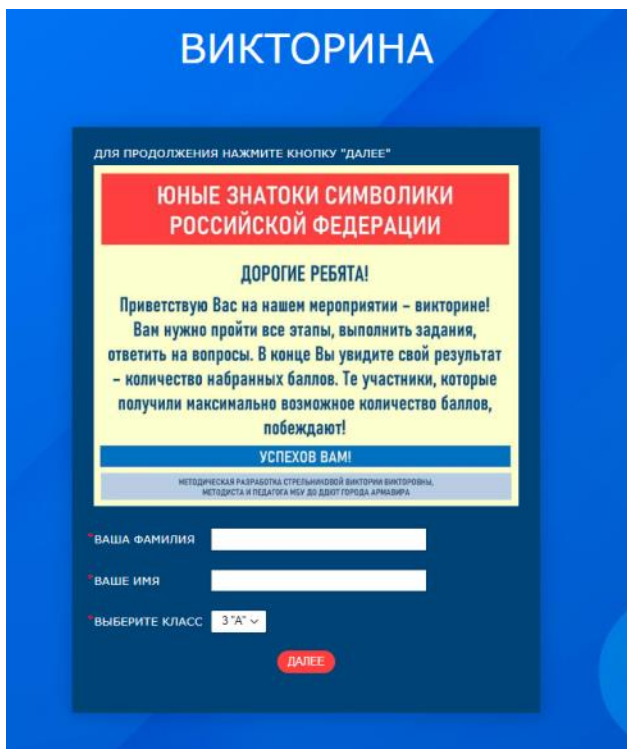 ВИКТОРИНА
ДЛЯ ПРОДОЛЖЕНИЯ НАЖМИТЕ КНОПКУ "ДАЛЕЕ"
ЮНЫЕ ЗНАТОКИ СИМВОЛИКИ
РОССИЙСКОЙ ФЕДЕРАЦИИ
ДОРОГИЕ РЕБЯТА!
Приветствую Вас на нашем мероприятии – викторине!
Вам нужно пройти все этапы, выполнить задания,
ответить на вопросы. В конце Вы увидите свой результат
– количество набранных баллов. Те участники, которые
получили максимально возможное количество баллов,
побеждают!
УСПЕХОВ ВАМ!
МЕТОДИЧЕСКАЯ РАЗРАБОТКА СТРЕЛЬНИКОВОЙ ВИКТОРИИ ВИКТОРОВНЫ,
МЕТОДИСТА И ПЕДАГОГА МБУ ДО ДДЮТ ГОРОДА АРМАВИРА
*ВАША ФАМИЛИЯ
*ВАШЕ ИМЯ
*ВЫБЕРИТЕ КЛАСС 3 "А"
ДАЛЕЕ